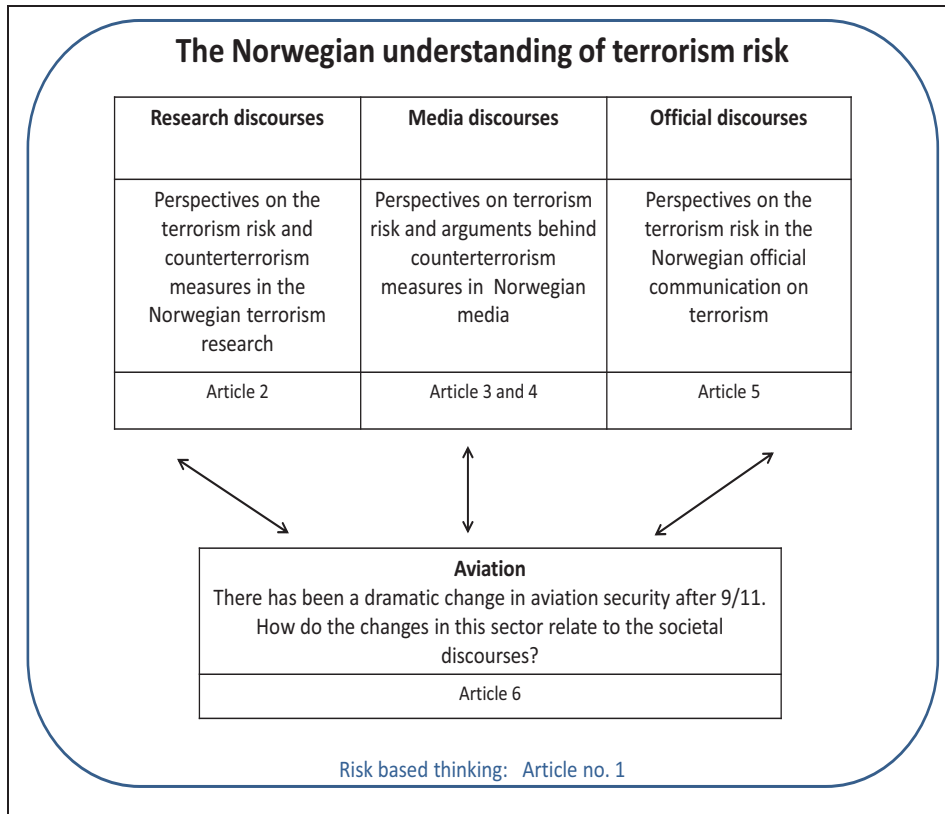 The Norwegian understanding of terrorism risk
Research discourses
Media discourses
Official discourses
Perspectives on the
terrorism risk and
counterterrorism
measures in the
Norwegian terrorism
research
Perspectives on terrorism
risk and arguments behind
counterterrorism
measures in Norwegian
media
Perspectives on the
terrorism risk in the
Norwegian official
communication on
terrorism
Article 2
Article 3 and 4
Article 5
Aviation
There has been a dramatic change in aviation security after 9/11.
How do the changes in this sector relate to the societal
discourses?
Article 6
Risk based thinking: Article no. 1